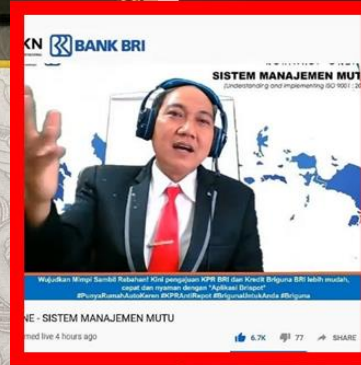 KN BANK BRI
SISTEM MANAJEMEN MUT
(Understanding and Implementing ISO 9001 : 20
Wujudkan Mimpi Sambil Rebahan! Kini pengajuan KPR BRI dan Kredit Briguna BRI lebih mudah,
cepat dan nyaman dengan "Aplikasi Brispot"
#PunyaRumahAutoKeren #KPRAntiRepot #BrigunaUntukAnda #Briguna
NE - SISTEM MANAJEMEN MUTU
med live 4 hours ago
6.7K 77 SHARE